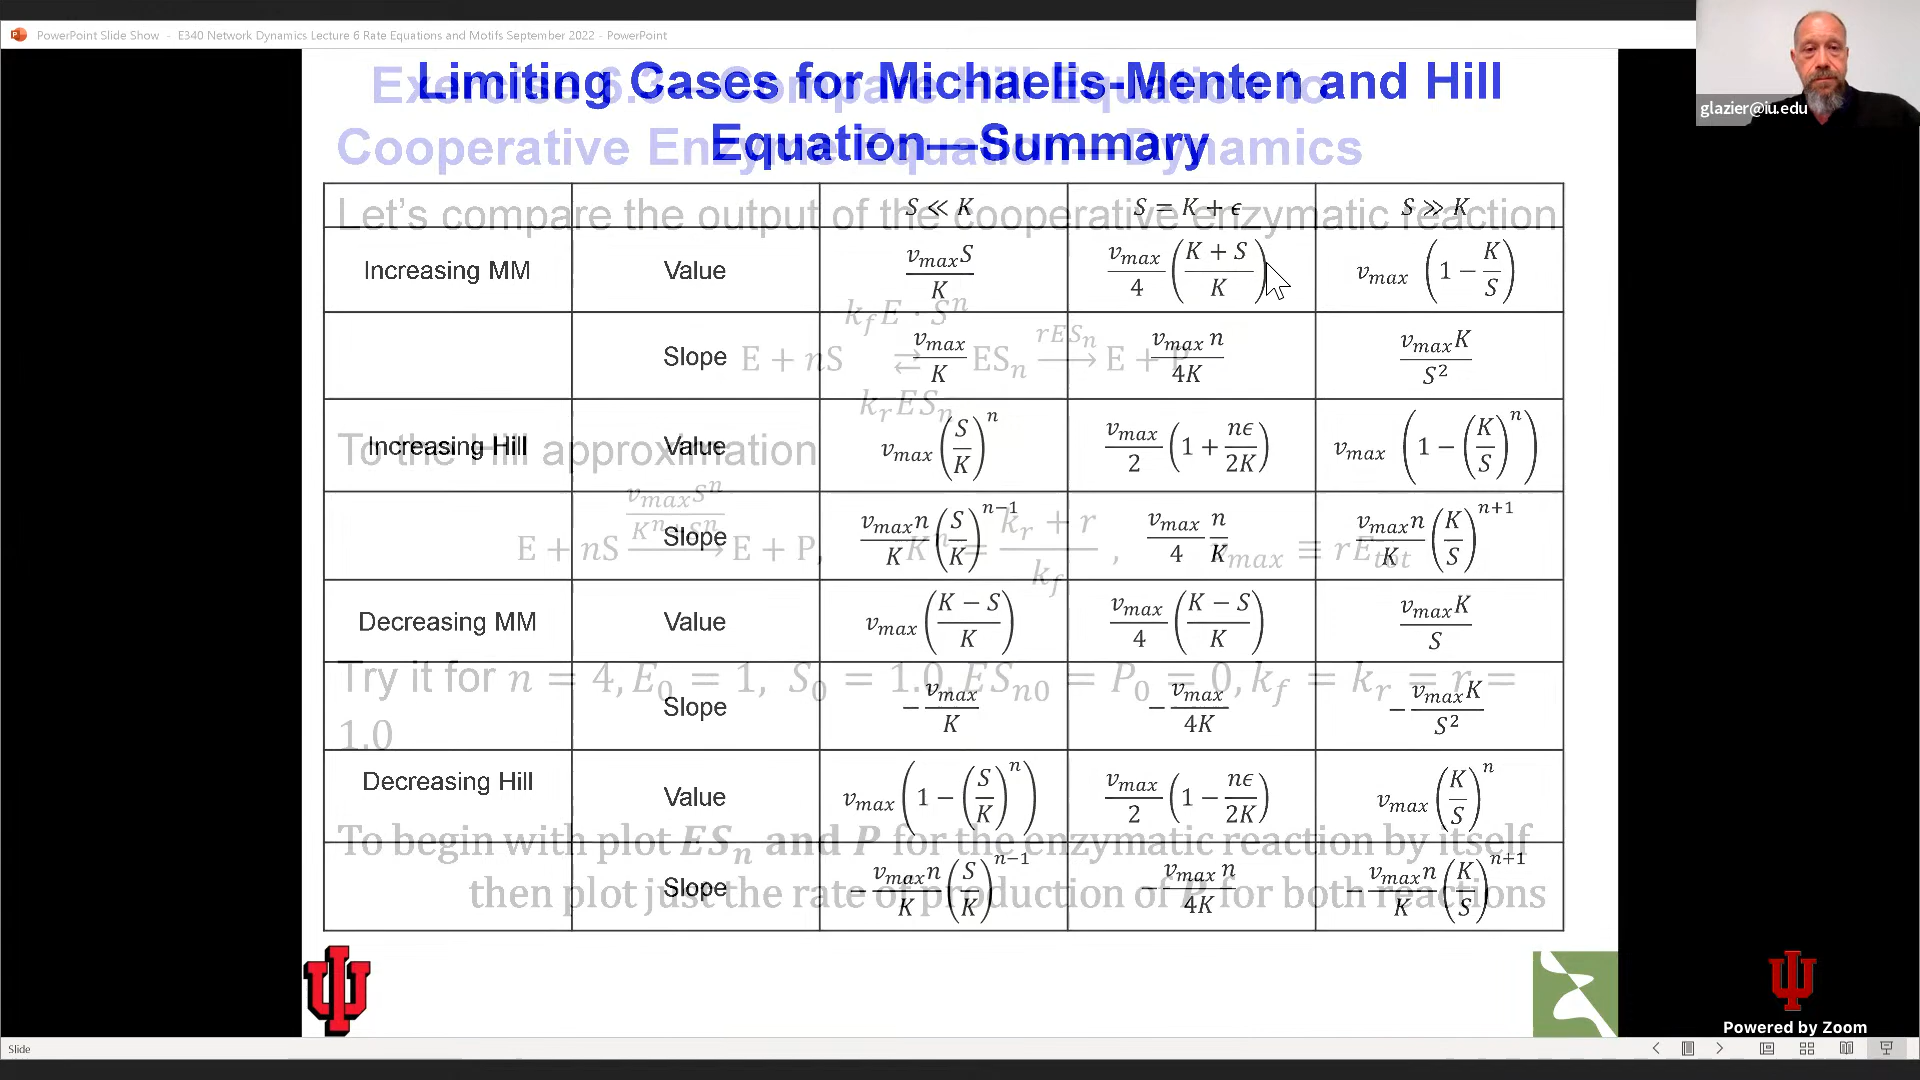 PowerPoint Slide Show - E340 Network Dynamics Lecture 6 Rate Equations and Motifs September 2022 - PowerPoint
glazier@iu.edu
Limiting Cases for Michaelis-Menten and Hill
Equation—Summary
Exercise 6.3 – Compare Hill Equation to
Cooperative Enzyme Equation – Dynamics
S ≪ K S = K + ϵ S ≫ K
Let's compare the output of the cooperative enzymatic reaction
Increasing MM Value v_max S / K v_max/4 ((K + S)/K) v_max (1 − K/S)
k_f E · S^n
Slope v_max/K v_max n/4K v_max K/S^2
E + nS ⇄ ES_n rES_n → E + P
k_r ES_n
Increasing Hill Value v_max (S/K)^n v_max/2 (1 + nϵ/2K) v_max (1 − (K/S)^n)
To the Hill approximation
Slope v_max n/K (S/K)^{n−1} v_max/4 n/K v_max n/K (K/S)^{n+1}
E + nS v_max S^n/(K^n + S^n) → E + P, K^n = (k_r + r)/k_f , v_max ≡ rE_tot
Decreasing MM Value v_max ((K − S)/K) v_max/4 ((K − S)/K) v_max K/S
Try it for n = 4, E_0 = 1, S_0 = 1.0, ES_n0 = P_0 = 0, k_f = k_r = r =
1.0
Slope − v_max/K − v_max/4K − v_max K/S^2
Decreasing Hill Value v_max (1 − (S/K)^n) v_max/2 (1 − nϵ/2K) v_max (K/S)^n
To begin with plot ES_n and P for the enzymatic reaction by itself
then plot just the rate of production of P for both reactions
Slope − v_max n/K (S/K)^{n−1} − v_max n/4K − v_max n/K (K/S)^{n+1}
Powered by Zoom
Slide